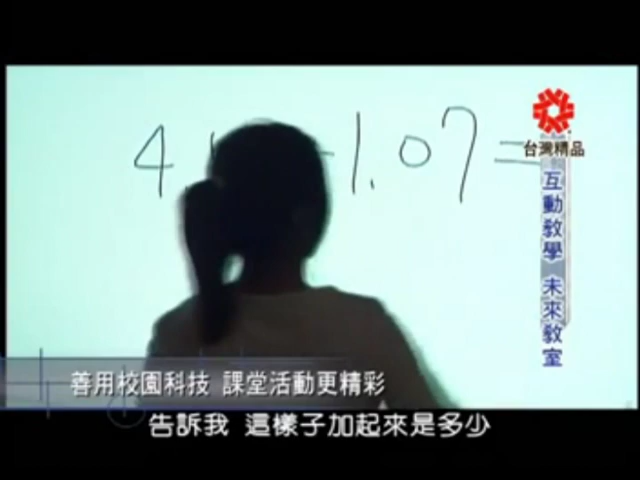 4 1.07=
台灣精品
互動教學 未來教室
善用校園科技 課堂活動更精彩
告訴我 這樣子加起來是多少